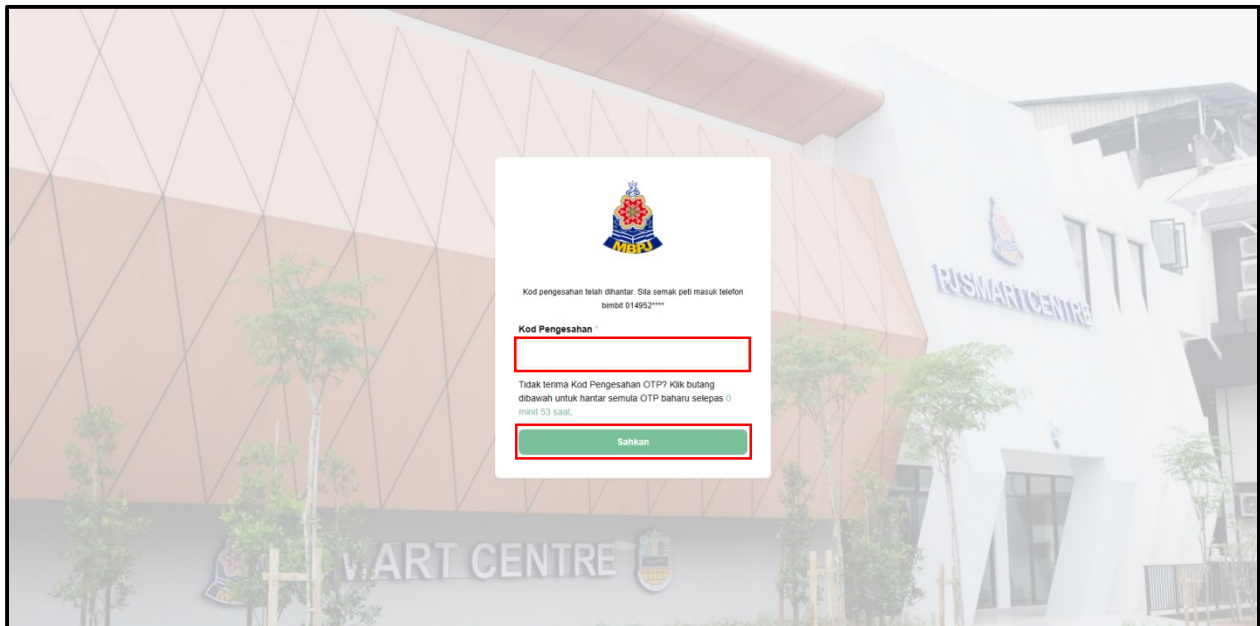 MBPJ
Kod pengesahan telah dihantar. Sila semak peti masuk telefon
bimbit 014952****
Kod Pengesahan *
Tidak terima Kod Pengesahan OTP? Klik butang
dibawah untuk hantar semula OTP baharu selepas 0
minit 53 saat.
Sahkan
PJ SMART CENTRE
ART CENTRE